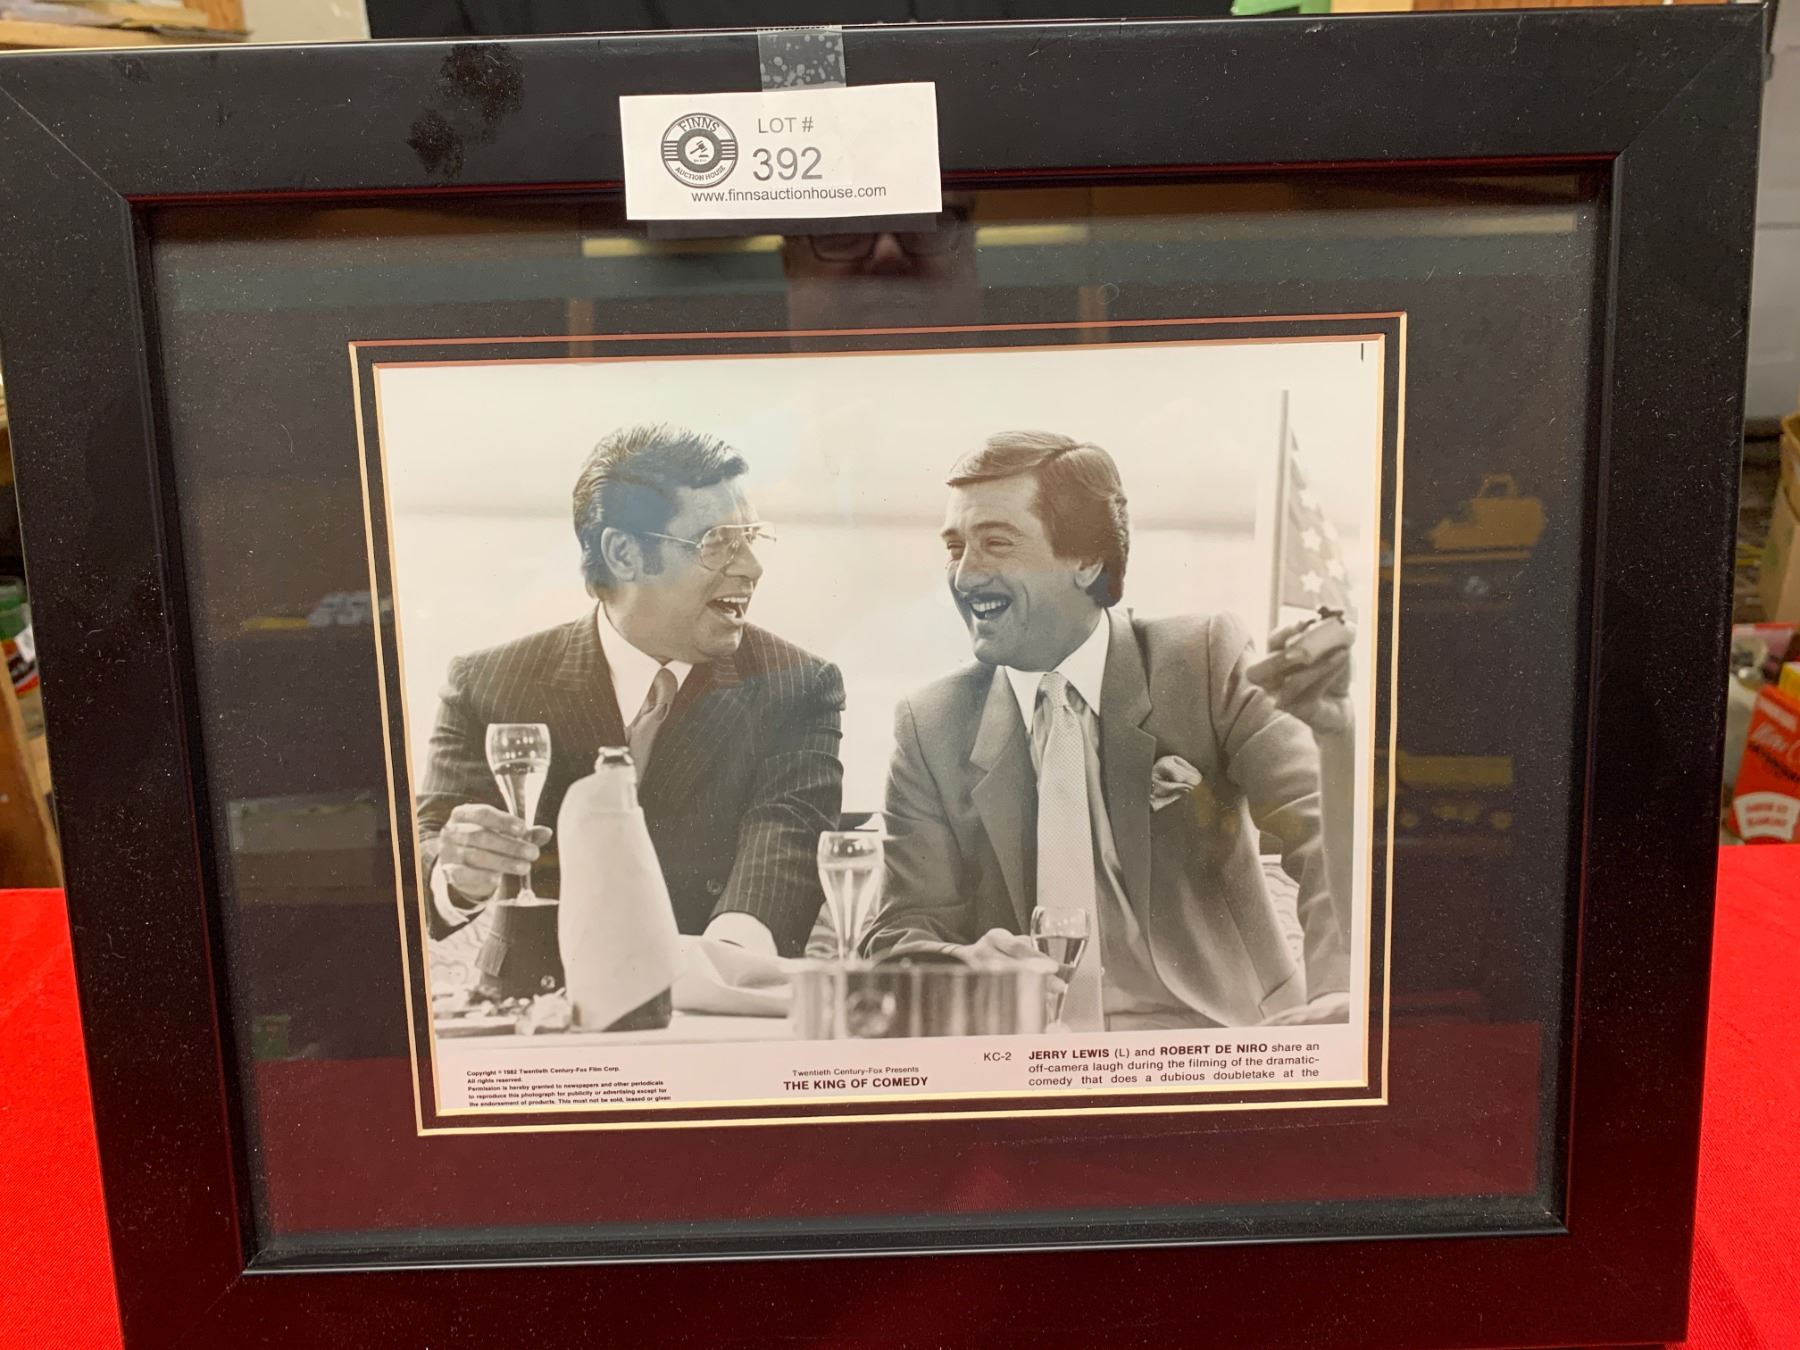 FINNS
AUCTION HOUSE
LOT #
392
www.finnsauctionhouse.com
Copyright © 1982 Twentieth Century-Fox Film Corp.
All rights reserved.
Permission is hereby granted to newspapers and other periodicals
to reproduce this photograph for publicity or advertising except for
the endorsement of products. This must not be sold, leased or given
Twentieth Century-Fox Presents
THE KING OF COMEDY
KC-2 JERRY LEWIS (L) and ROBERT DE NIRO share an
off-camera laugh during the filming of the dramatic-
comedy that does a dubious doubletake at the